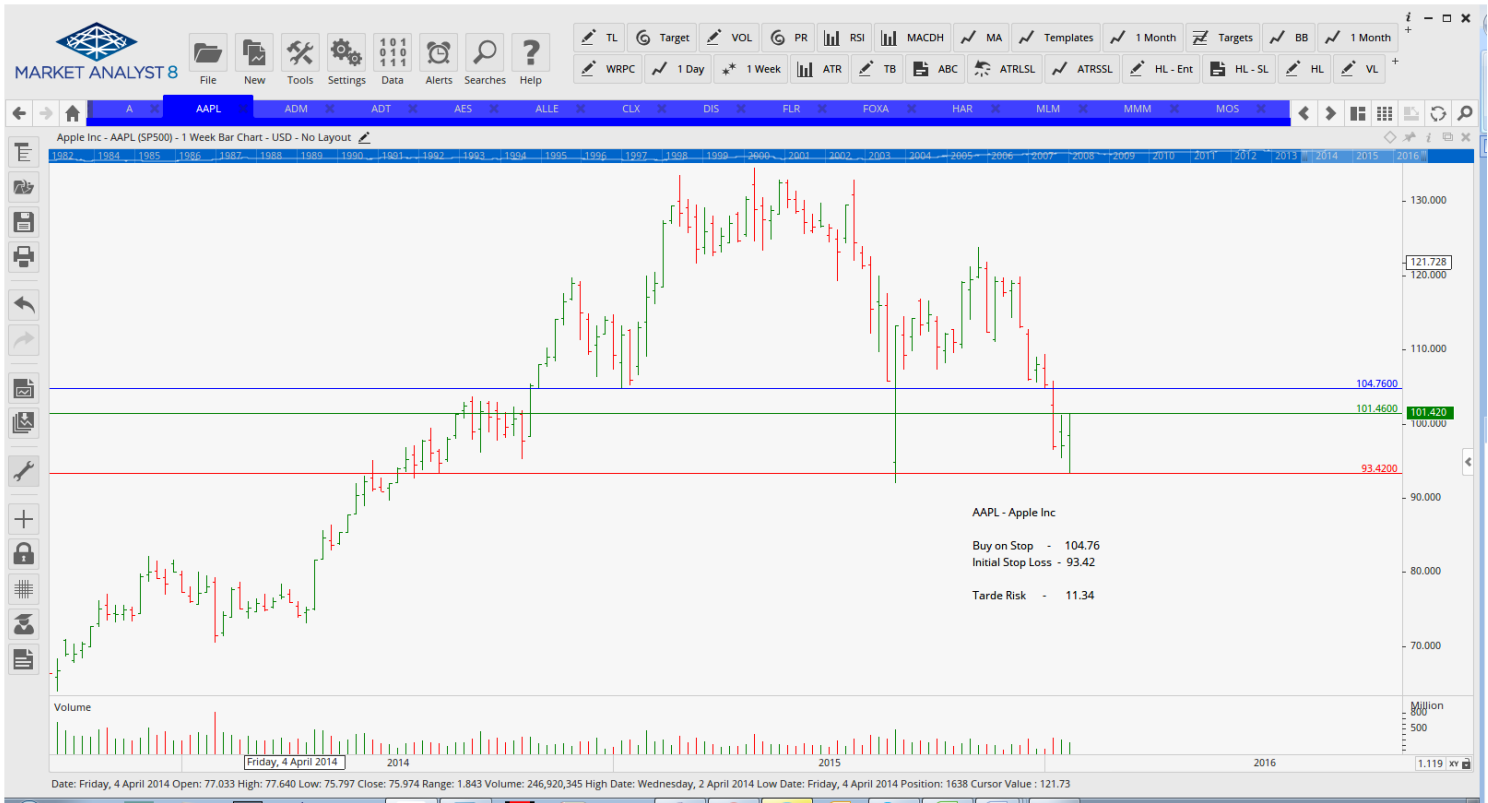 MARKET ANALYST 8
File New Tools Settings Data Alerts Searches Help
101
010
111
TL Target VOL PR RSI MACDH MA Templates 1 Month Targets BB 1 Month +
WRPC 1 Day 1 Week ATR TB ABC ATRLSL ATRSSL HL - Ent HL - SL HL VL +
A AAPL ADM ADT AES ALLE CLX DIS FLR FOXA HAR MLM MMM MOS
Apple Inc - AAPL (SP500) - 1 Week Bar Chart - USD - No Layout
1982 1984 1985 1986 1987 1988 1989 1990 1991 1992 1993 1994 1995 1996 1997 1998 1999 2000 2001 2002 2003 2004 2005 2006 2007 2008 2009 2010 2011 2012 2013 2014 2015 2016
130.000
121.728
120.000
110.000
104.7600
101.4600
101.420
100.000
93.4200
90.000
AAPL - Apple Inc
Buy on Stop - 104.76
Initial Stop Loss - 93.42
Tarde Risk - 11.34
80.000
70.000
Volume
Million
800
500
Friday, 4 April 2014
2014 2015 2016
1.119 XY
Date: Friday, 4 April 2014 Open: 77.033 High: 77.640 Low: 75.797 Close: 75.974 Range: 1.843 Volume: 246,920,345 High Date: Wednesday, 2 April 2014 Low Date: Friday, 4 April 2014 Position: 1638 Cursor Value : 121.73